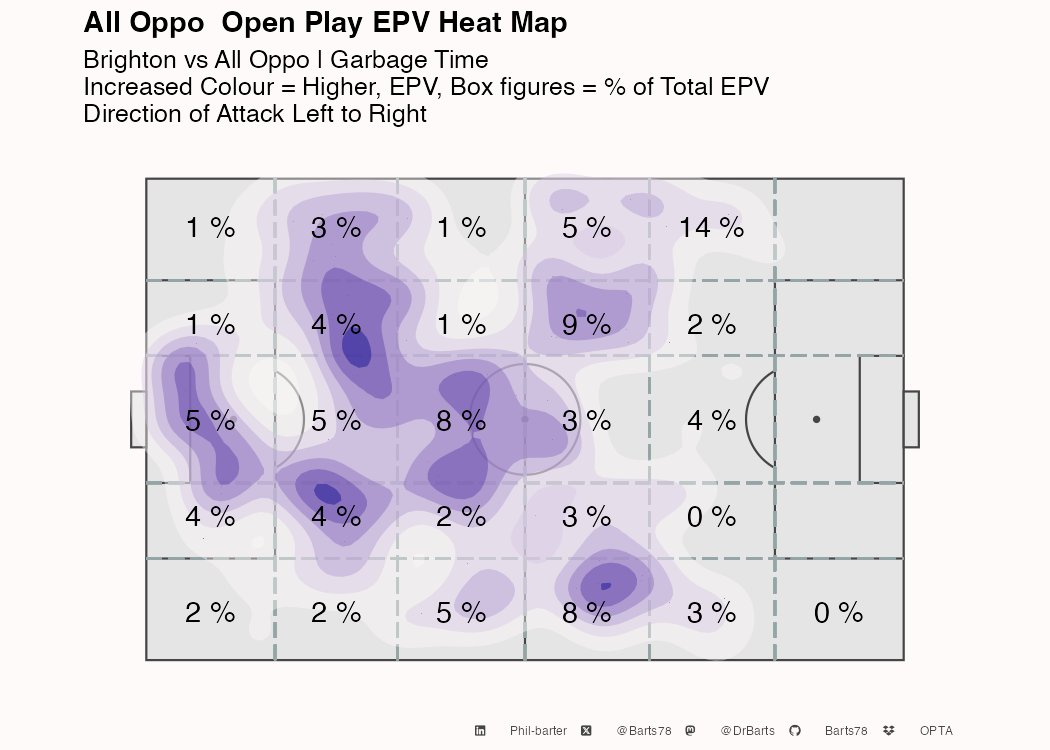 All Oppo  Open Play EPV Heat Map
Brighton vs All Oppo | Garbage Time
Increased Colour = Higher, EPV, Box figures = % of Total EPV
Direction of Attack Left to Right
1 % 3 % 1 % 5 % 14 %
1 % 4 % 1 % 9 % 2 %
5 % 5 % 8 % 3 % 4 %
4 % 4 % 2 % 3 % 0 %
2 % 2 % 5 % 8 % 3 % 0 %
Phil-barter @Barts78 @DrBarts Barts78 OPTA